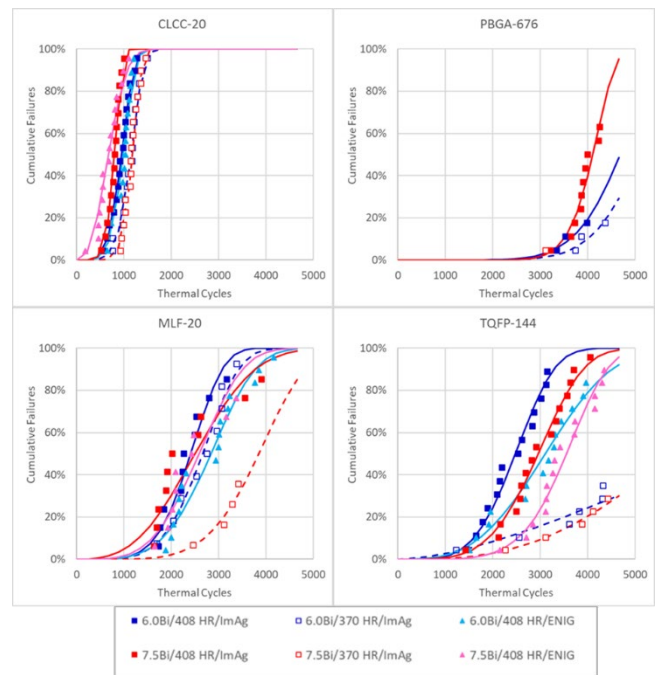 CLCC-20
PBGA-676
100%
80%
60%
40%
20%
0%
Cumulative Failures
0 1000 2000 3000 4000 5000
Thermal Cycles
100%
80%
60%
40%
20%
0%
Cumulative Failures
0 1000 2000 3000 4000 5000
Thermal Cycles
MLF-20
TQFP-144
100%
80%
60%
40%
20%
0%
Cumulative Failures
0 1000 2000 3000 4000 5000
Thermal Cycles
100%
80%
60%
40%
20%
0%
Cumulative Failures
0 1000 2000 3000 4000 5000
Thermal Cycles
6.0Bi/408 HR/ImAg 6.0Bi/370 HR/ImAg 6.0Bi/408 HR/ENIG
7.5Bi/408 HR/ImAg 7.5Bi/370 HR/ImAg 7.5Bi/408 HR/ENIG